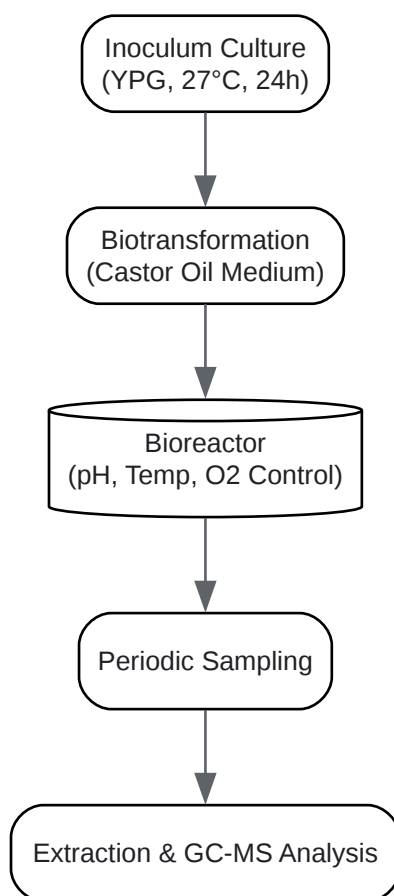 Inoculum Culture
(YPG, 27°C, 24h)
Biotransformation
(Castor Oil Medium)
Bioreactor
(pH, Temp, O2 Control)
Periodic Sampling
Extraction & GC-MS Analysis